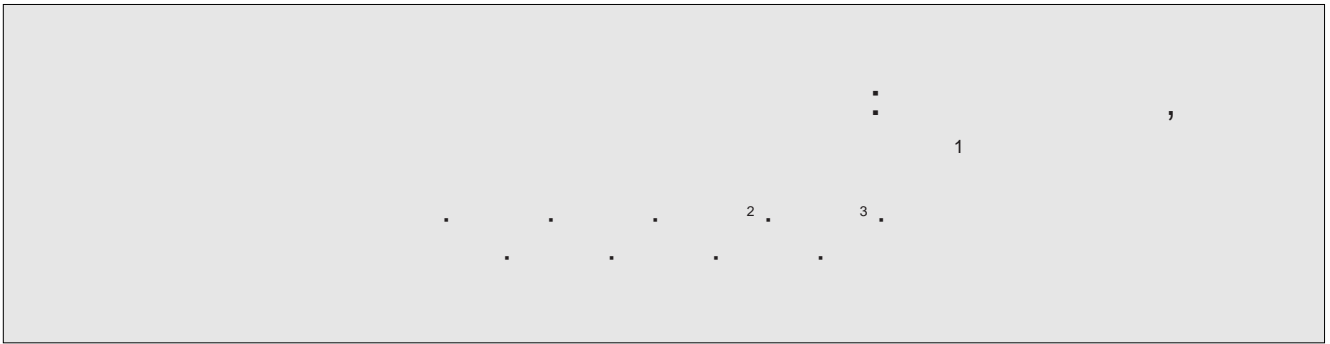 : ,
1
. . . 2 . 3 .
. . . .